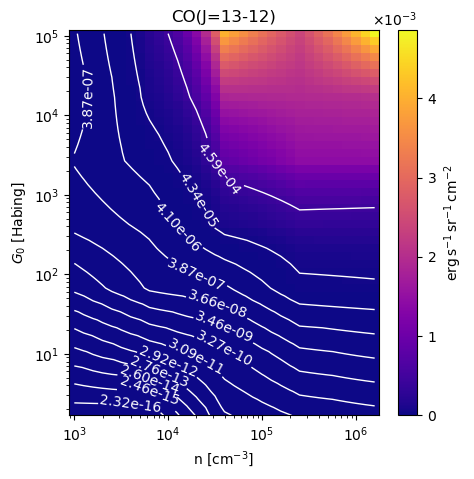 CO(J=13-12)
×10⁻³
10⁵
10⁴
10³
10²
10¹
G₀ [Habing]
3.87e-07
4.59e-04
4.34e-05
4.10e-06
3.87e-07
3.66e-08
3.46e-09
3.27e-10
3.09e-11
2.92e-12
2.76e-13
2.60e-14
2.46e-15
2.32e-16
10³ 10⁴ 10⁵ 10⁶
n [cm⁻³]
4
3
2
1
0
erg s⁻¹ sr⁻¹ cm⁻²